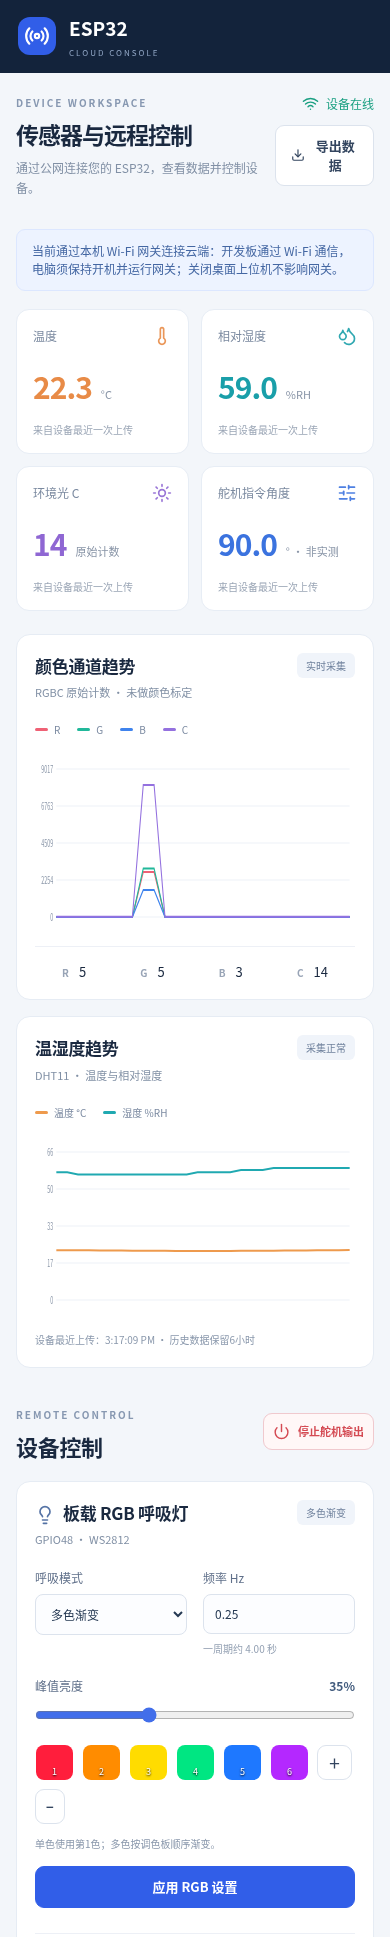 ESP32
CLOUD CONSOLE
DEVICE WORKSPACE
设备在线
传感器与远程控制
通过公网连接您的 ESP32，查看数据并控制设
备。
导出数
据
当前通过本机 Wi-Fi 网关连接云端：开发板通过 Wi-Fi 通信，
电脑须保持开机并运行网关；关闭桌面上位机不影响网关。
温度
22.3 °C
来自设备最近一次上传
相对湿度
59.0 %RH
来自设备最近一次上传
环境光 C
14 原始计数
来自设备最近一次上传
舵机指令角度
90.0 ° · 非实测
来自设备最近一次上传
颜色通道趋势
实时采集
RGBC 原始计数 · 未做颜色标定
R G B C
9017
6763
4509
2254
0
R 5 G 5 B 3 C 14
温湿度趋势
采集正常
DHT11 · 温度与相对湿度
温度 °C 湿度 %RH
66
50
33
17
0
设备最近上传：3:17:09 PM · 历史数据保留6小时
REMOTE CONTROL
设备控制
停止舵机输出
板载 RGB 呼吸灯
多色渐变
GPIO48 · WS2812
呼吸模式
多色渐变
频率 Hz
0.25
一周期约 4.00 秒
峰值亮度 35%
1 2 3 4 5 6 +
−
单色使用第1色；多色按调色板顺序渐变。
应用 RGB 设置